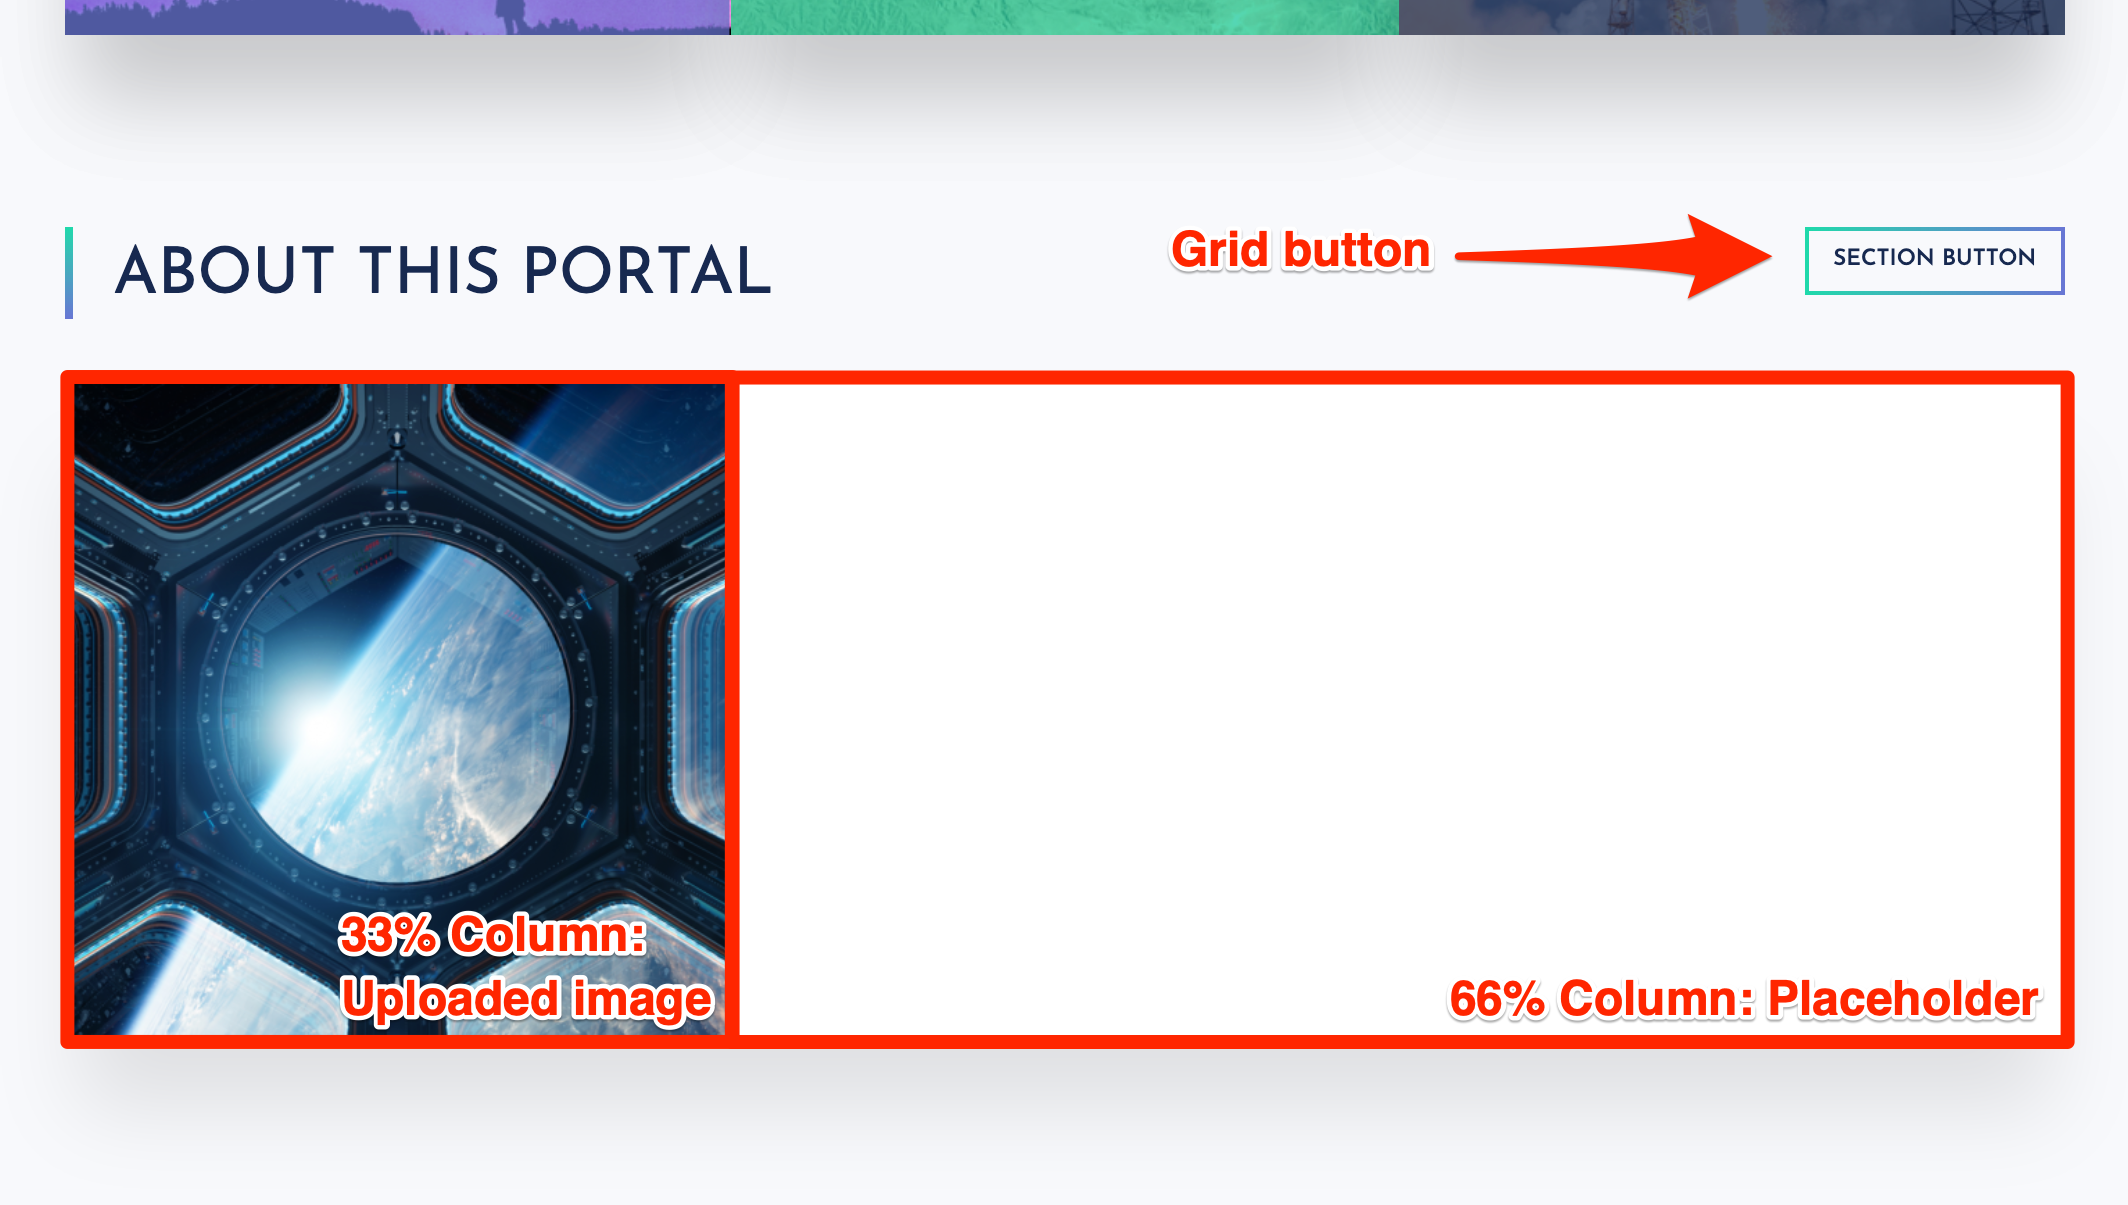 ABOUT THIS PORTAL
Grid button
SECTION BUTTON
33% Column:
Uploaded image
66% Column: Placeholder